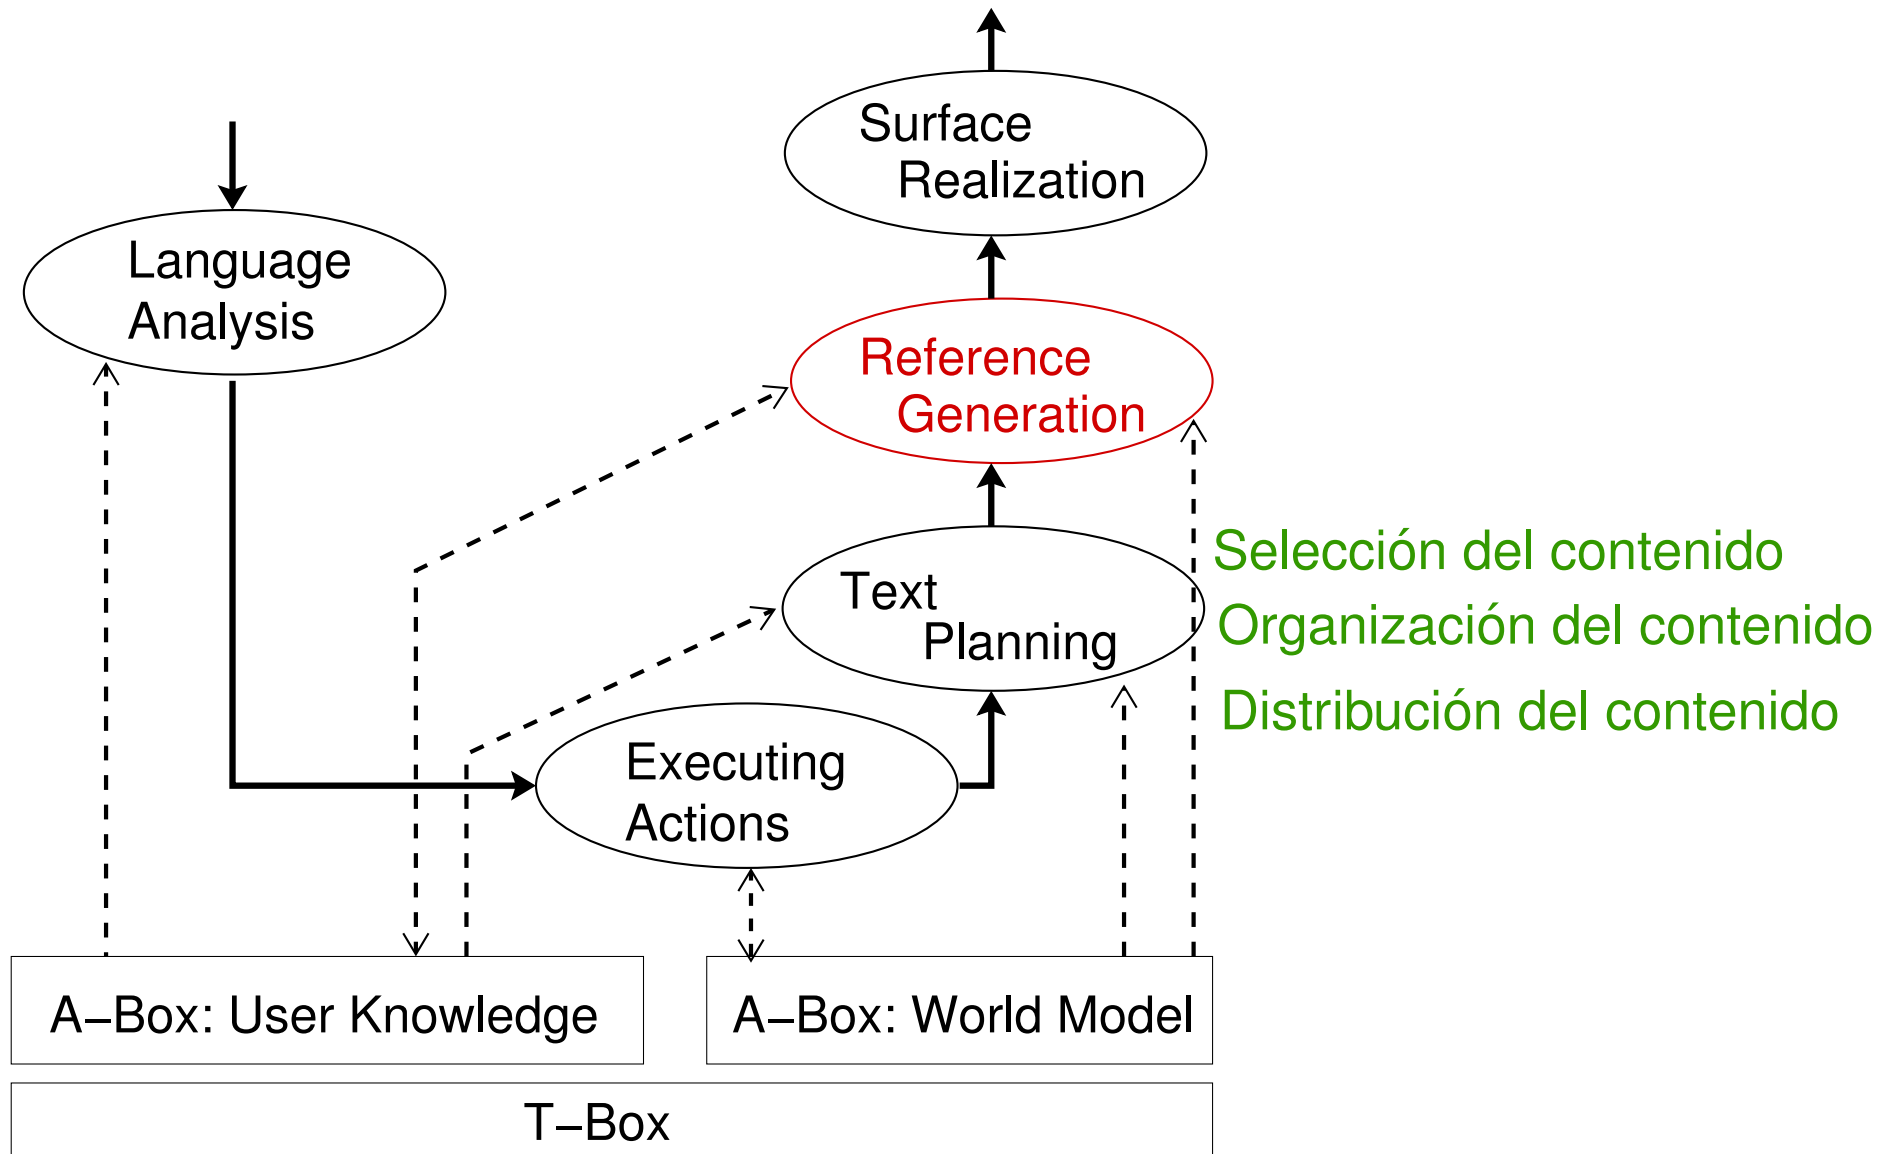 Surface
Realization
Language
Analysis
Reference
Generation
Selección del contenido
Text
Planning
Organización del contenido
Distribución del contenido
Executing
Actions
A–Box: User Knowledge
A–Box: World Model
T–Box